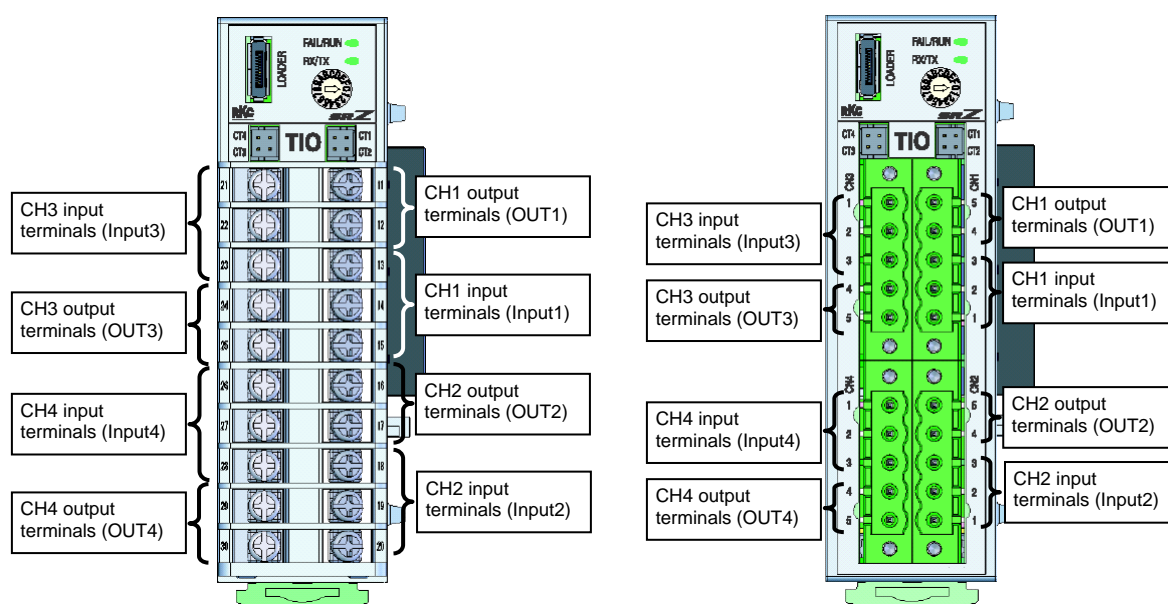 FAIL/RUN
RX/TX
LOADER
RKC
SRZ
CT4
CT3
TIO
CT1
CT2
21
22
23
24
25
26
27
28
29
30
11
12
13
14
15
16
17
18
19
20
CH3 input
terminals (Input3)
CH3 output
terminals (OUT3)
CH4 input
terminals (Input4)
CH4 output
terminals (OUT4)
CH1 output
terminals (OUT1)
CH1 input
terminals (Input1)
CH2 output
terminals (OUT2)
CH2 input
terminals (Input2)
FAIL/RUN
RX/TX
LOADER
RKC
SRZ
CT4
CT3
TIO
CT1
CT2
CN3
1
2
3
4
5
CN4
1
2
3
4
5
CN1
5
4
3
2
1
CN2
5
4
3
2
1
CH3 input
terminals (Input3)
CH3 output
terminals (OUT3)
CH4 input
terminals (Input4)
CH4 output
terminals (OUT4)
CH1 output
terminals (OUT1)
CH1 input
terminals (Input1)
CH2 output
terminals (OUT2)
CH2 input
terminals (Input2)